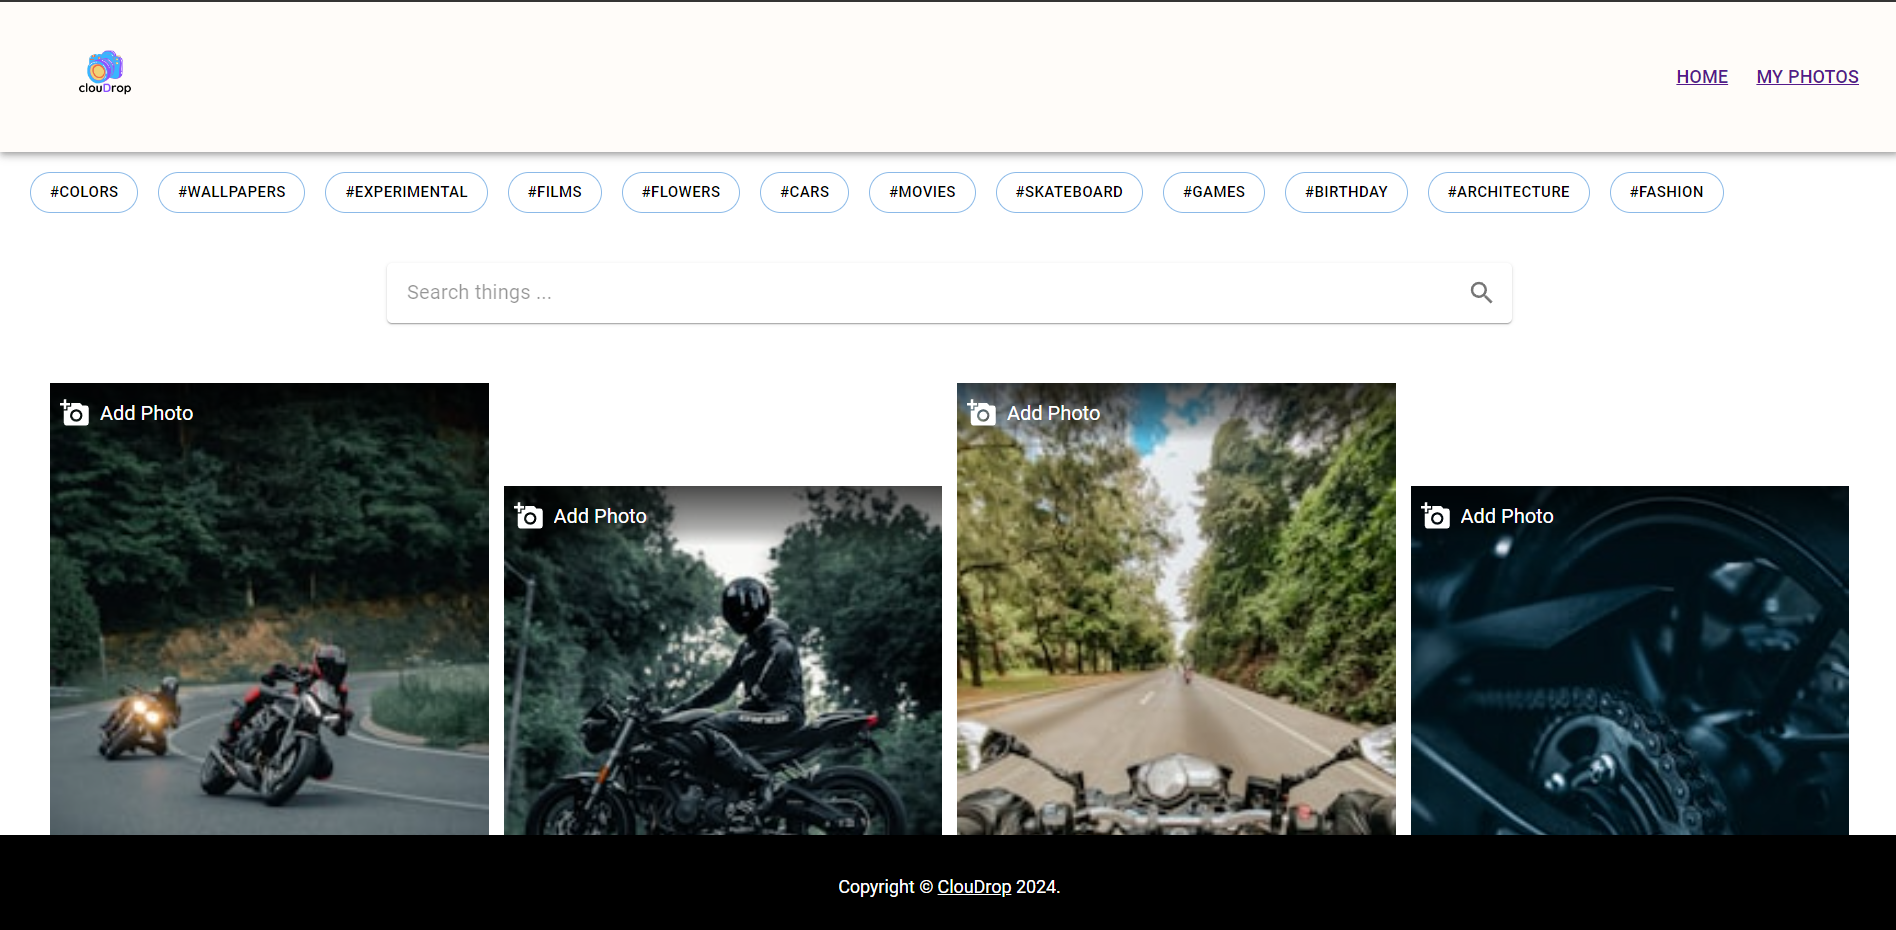 clouDrop
HOME MY PHOTOS
#COLORS #WALLPAPERS #EXPERIMENTAL #FILMS #FLOWERS #CARS #MOVIES #SKATEBOARD #GAMES #BIRTHDAY #ARCHITECTURE #FASHION
Search things ...
Add Photo
Add Photo
Add Photo
Add Photo
Copyright © ClouDrop 2024.